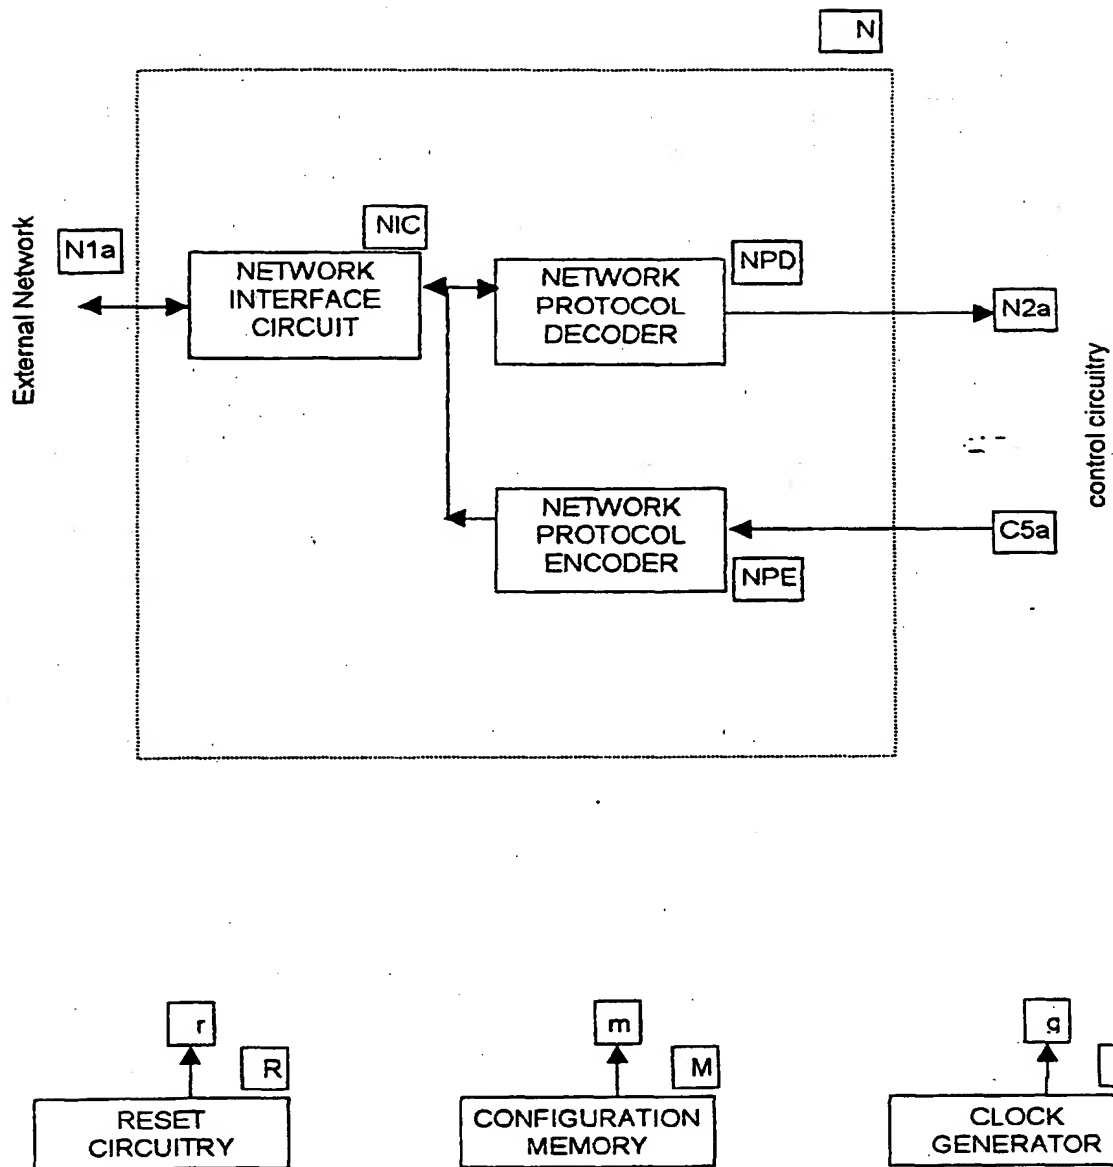 N
External Network
N1a
NIC
NETWORK
INTERFACE
CIRCUIT
NPD
NETWORK
PROTOCOL
DECODER
N2a
control circuitry
NETWORK
PROTOCOL
ENCODER
NPE
C5a
r
R
RESET
CIRCUITRY
m
M
CONFIGURATION
MEMORY
g
CLOCK
GENERATOR